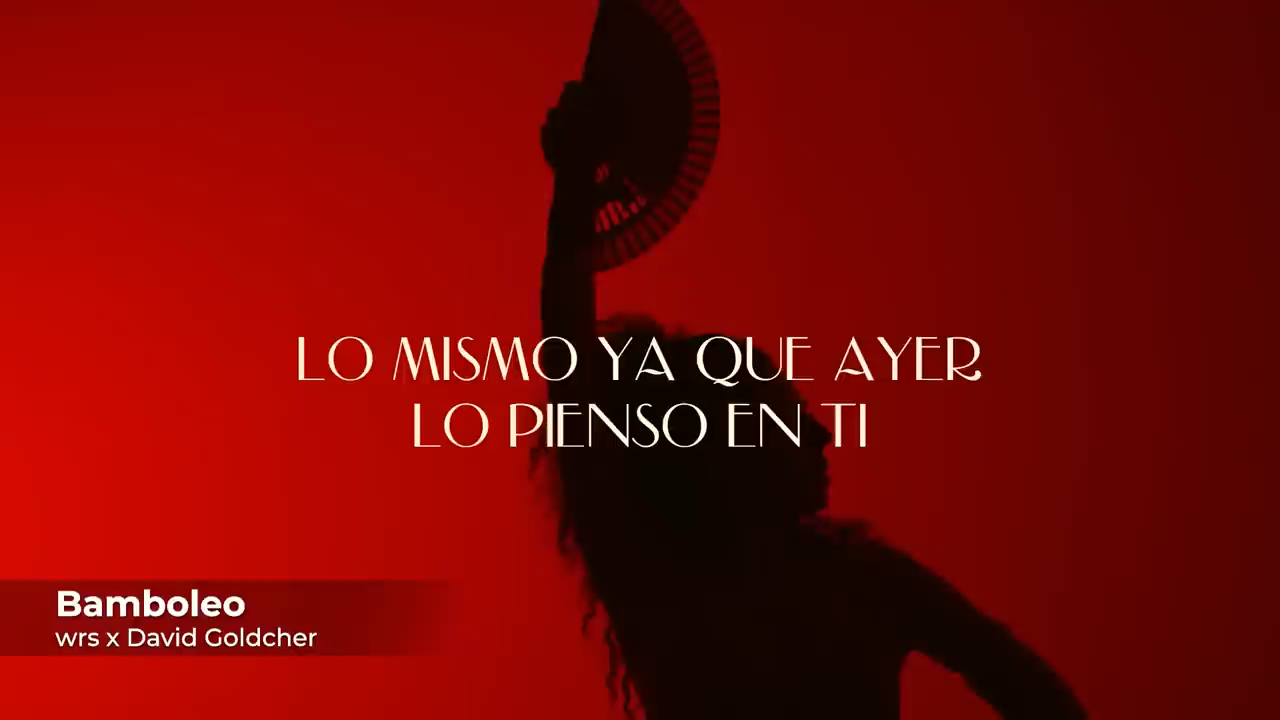 LO MISMO YA QUE AYER
LO PIENSO EN TI
Bamboleo
wrs x David Goldcher